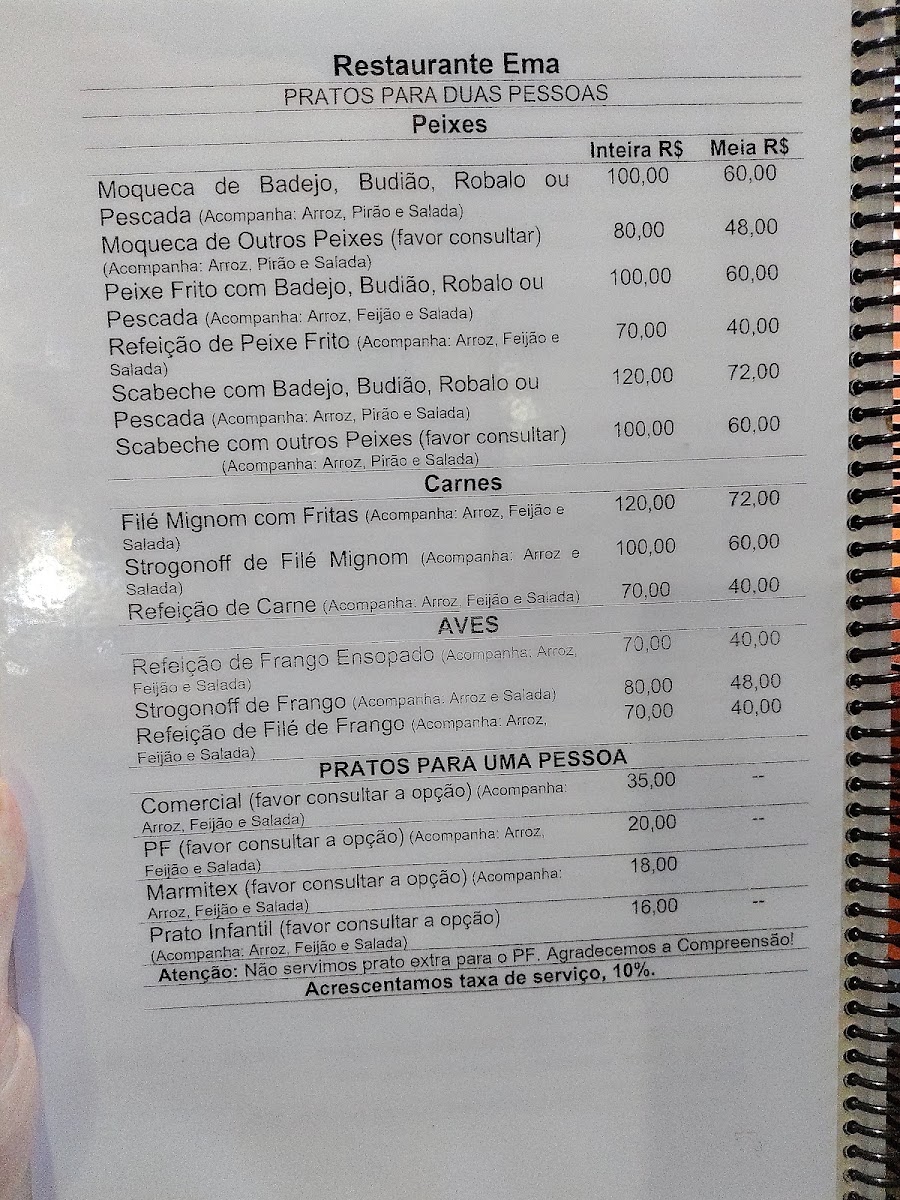 Restaurante Ema
PRATOS PARA DUAS PESSOAS
Peixes
Inteira R$ Meia R$
Moqueca de Badejo, Budião, Robalo ou 100,00 60,00
Pescada (Acompanha: Arroz, Pirão e Salada)
Moqueca de Outros Peixes (favor consultar) 80,00 48,00
(Acompanha: Arroz, Pirão e Salada)
Peixe Frito com Badejo, Budião, Robalo ou 100,00 60,00
Pescada (Acompanha: Arroz, Feijão e Salada)
Refeição de Peixe Frito (Acompanha: Arroz, Feijão e 70,00 40,00
Salada)
Scabeche com Badejo, Budião, Robalo ou 120,00 72,00
Pescada (Acompanha: Arroz, Pirão e Salada)
Scabeche com outros Peixes (favor consultar) 100,00 60,00
(Acompanha: Arroz, Pirão e Salada)
Carnes
Filé Mignom com Fritas (Acompanha: Arroz, Feijão e 120,00 72,00
Salada)
Strogonoff de Filé Mignom (Acompanha: Arroz e 100,00 60,00
Salada)
Refeição de Carne (Acompanha: Arroz, Feijão e Salada) 70,00 40,00
AVES
Refeição de Frango Ensopado (Acompanha: Arroz, 70,00 40,00
Feijão e Salada)
Strogonoff de Frango (Acompanha: Arroz e Salada) 80,00 48,00
Refeição de Filé de Frango (Acompanha: Arroz, 70,00 40,00
Feijão e Salada)
PRATOS PARA UMA PESSOA
Comercial (favor consultar a opção) (Acompanha: 35,00 --
Arroz, Feijão e Salada)
PF (favor consultar a opção) (Acompanha: Arroz, 20,00 --
Feijão e Salada)
Marmitex (favor consultar a opção) (Acompanha: 18,00
Arroz, Feijão e Salada)
Prato Infantil (favor consultar a opção) 16,00 --
(Acompanha: Arroz, Feijão e Salada)
Atenção: Não servimos prato extra para o PF. Agradecemos a Compreensão!
Acrescentamos taxa de serviço, 10%.